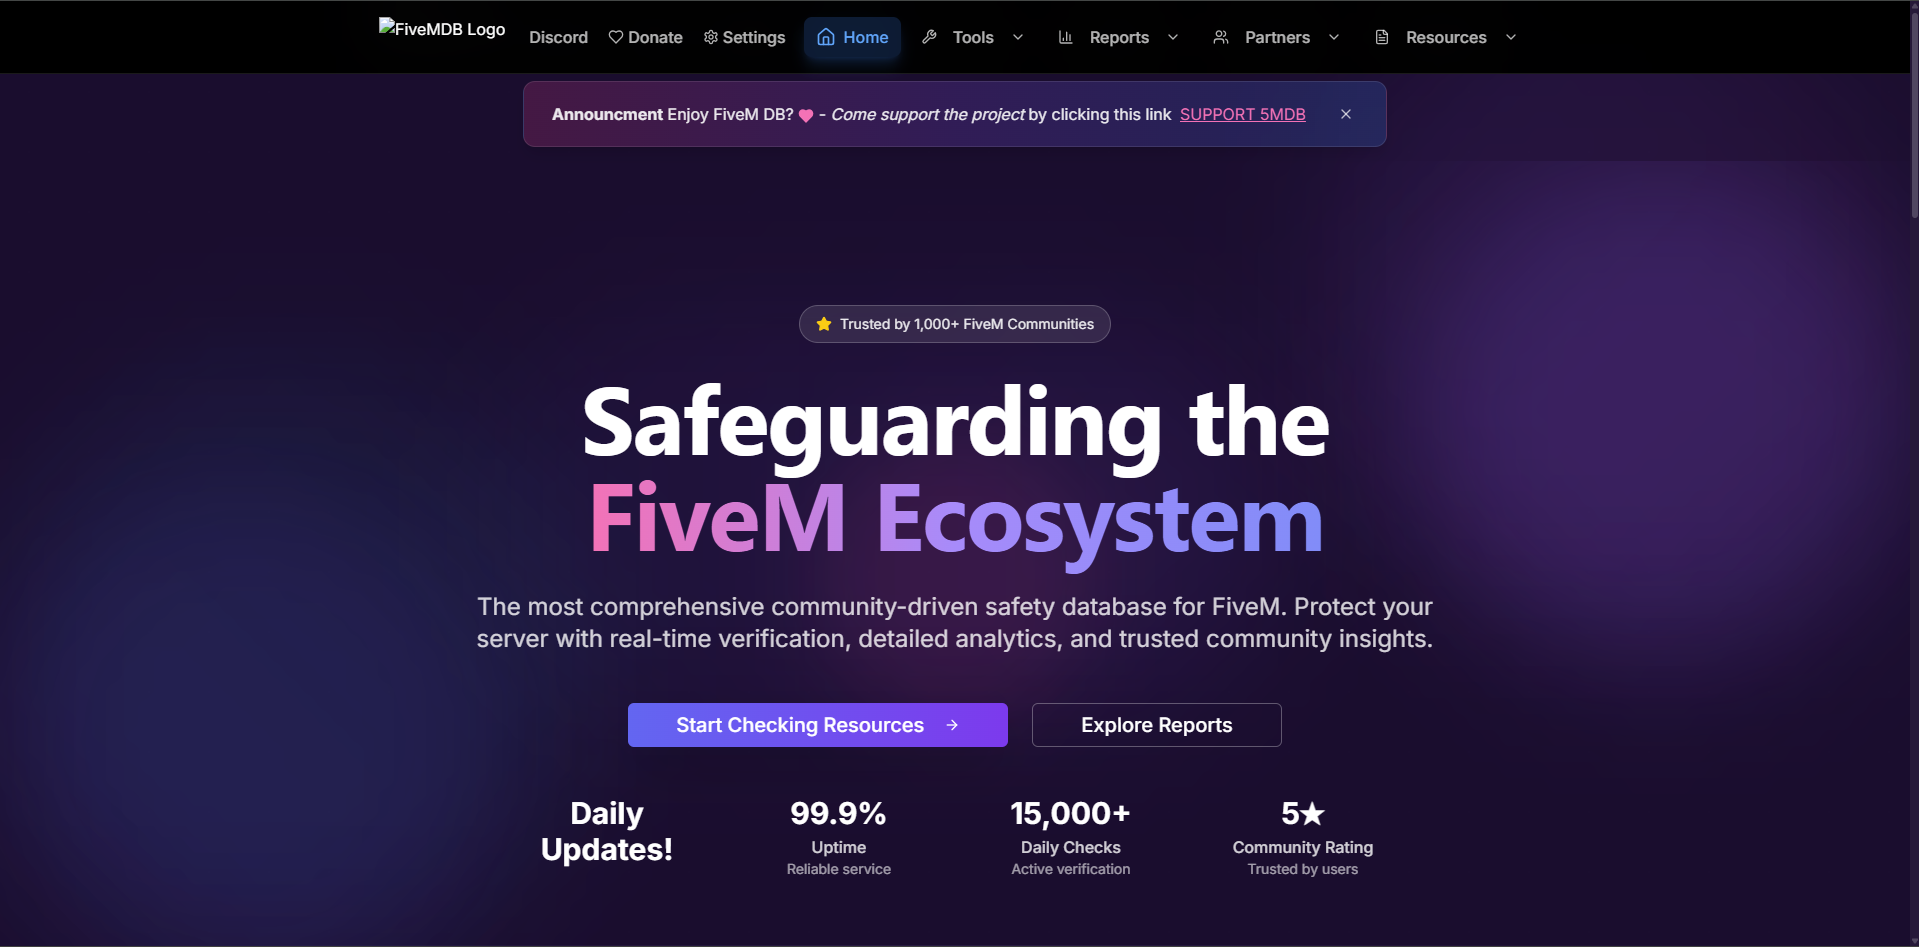 FiveMDB Logo
Discord
Donate
Settings
Home
Tools
Reports
Partners
Resources
Announcment Enjoy FiveM DB? - Come support the project by clicking this link SUPPORT 5MDB
Trusted by 1,000+ FiveM Communities
Safeguarding the
FiveM Ecosystem
The most comprehensive community-driven safety database for FiveM. Protect your
server with real-time verification, detailed analytics, and trusted community insights.
Start Checking Resources →
Explore Reports
Daily
Updates!
99.9%
Uptime
Reliable service
15,000+
Daily Checks
Active verification
5★
Community Rating
Trusted by users